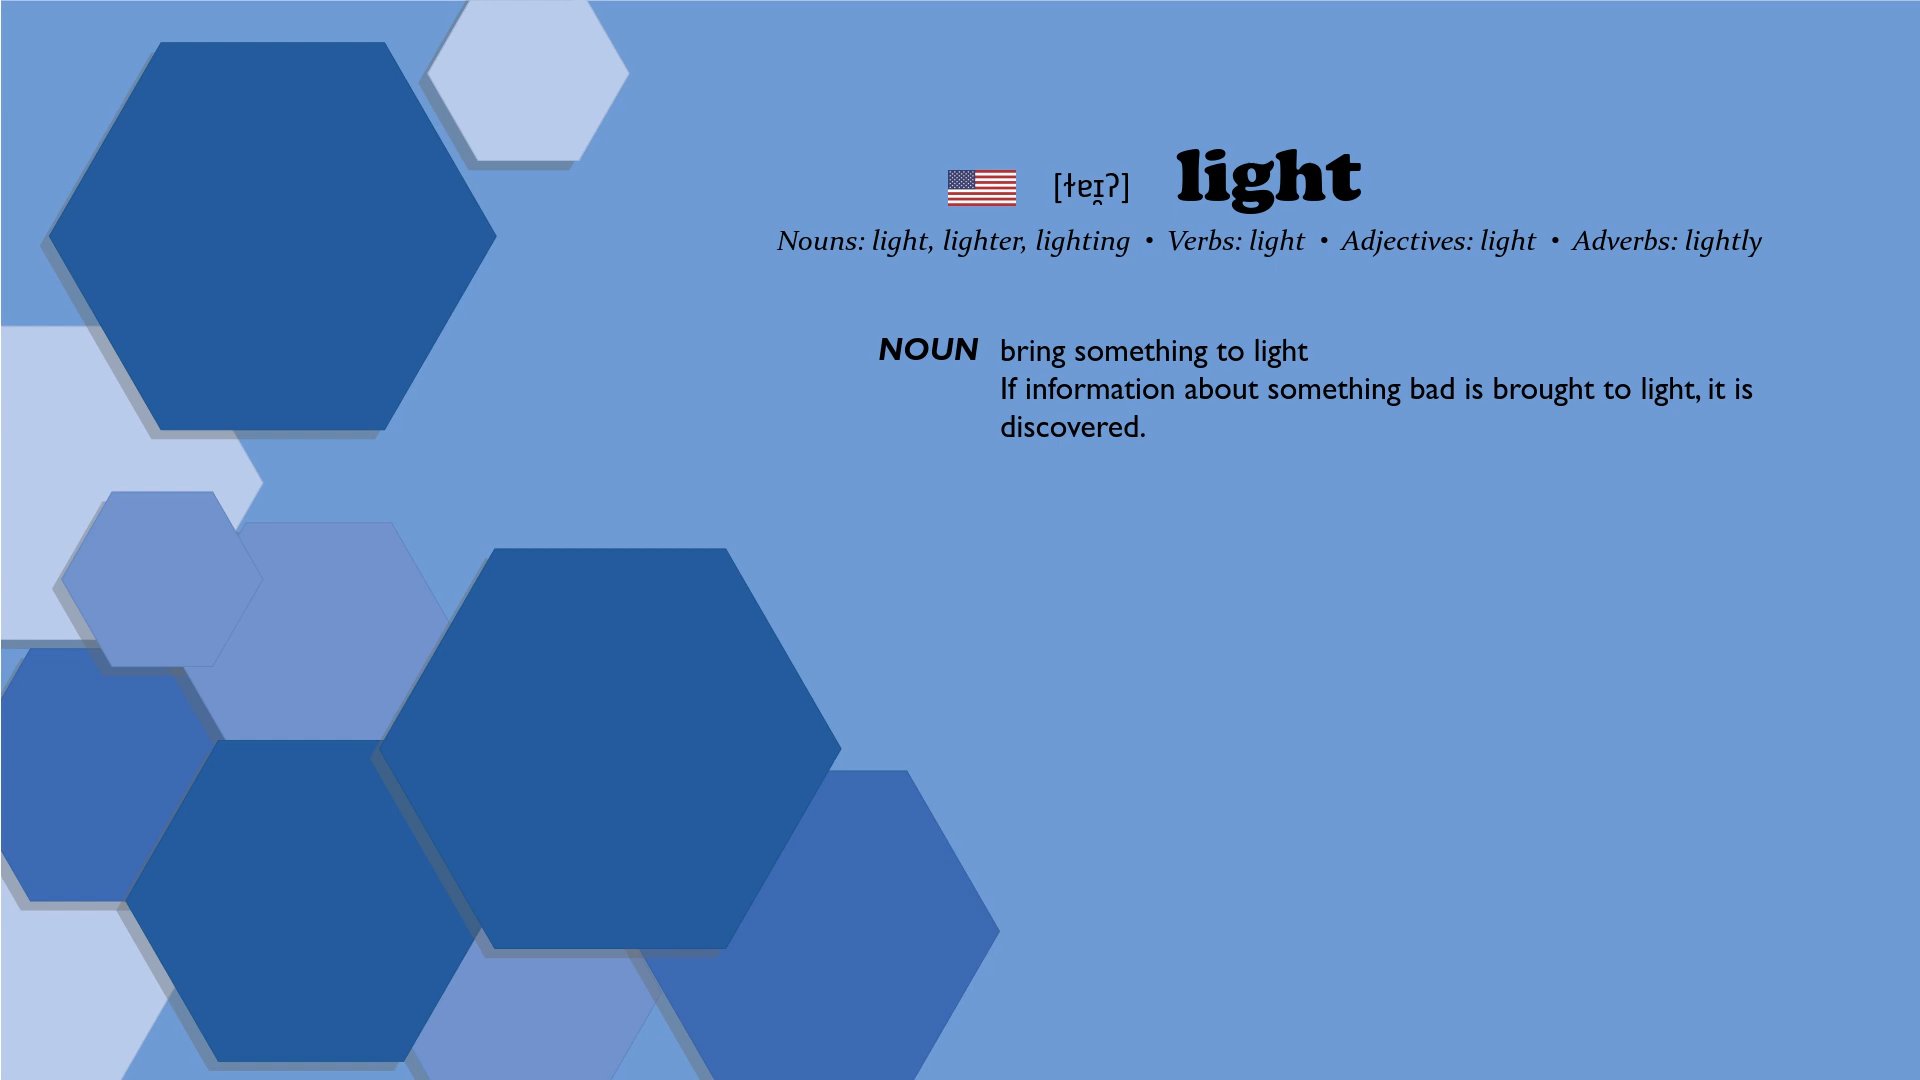 [ɫɐɪ̯ʔ] light
Nouns: light, lighter, lighting • Verbs: light • Adjectives: light • Adverbs: lightly
NOUN bring something to light
If information about something bad is brought to light, it is
discovered.